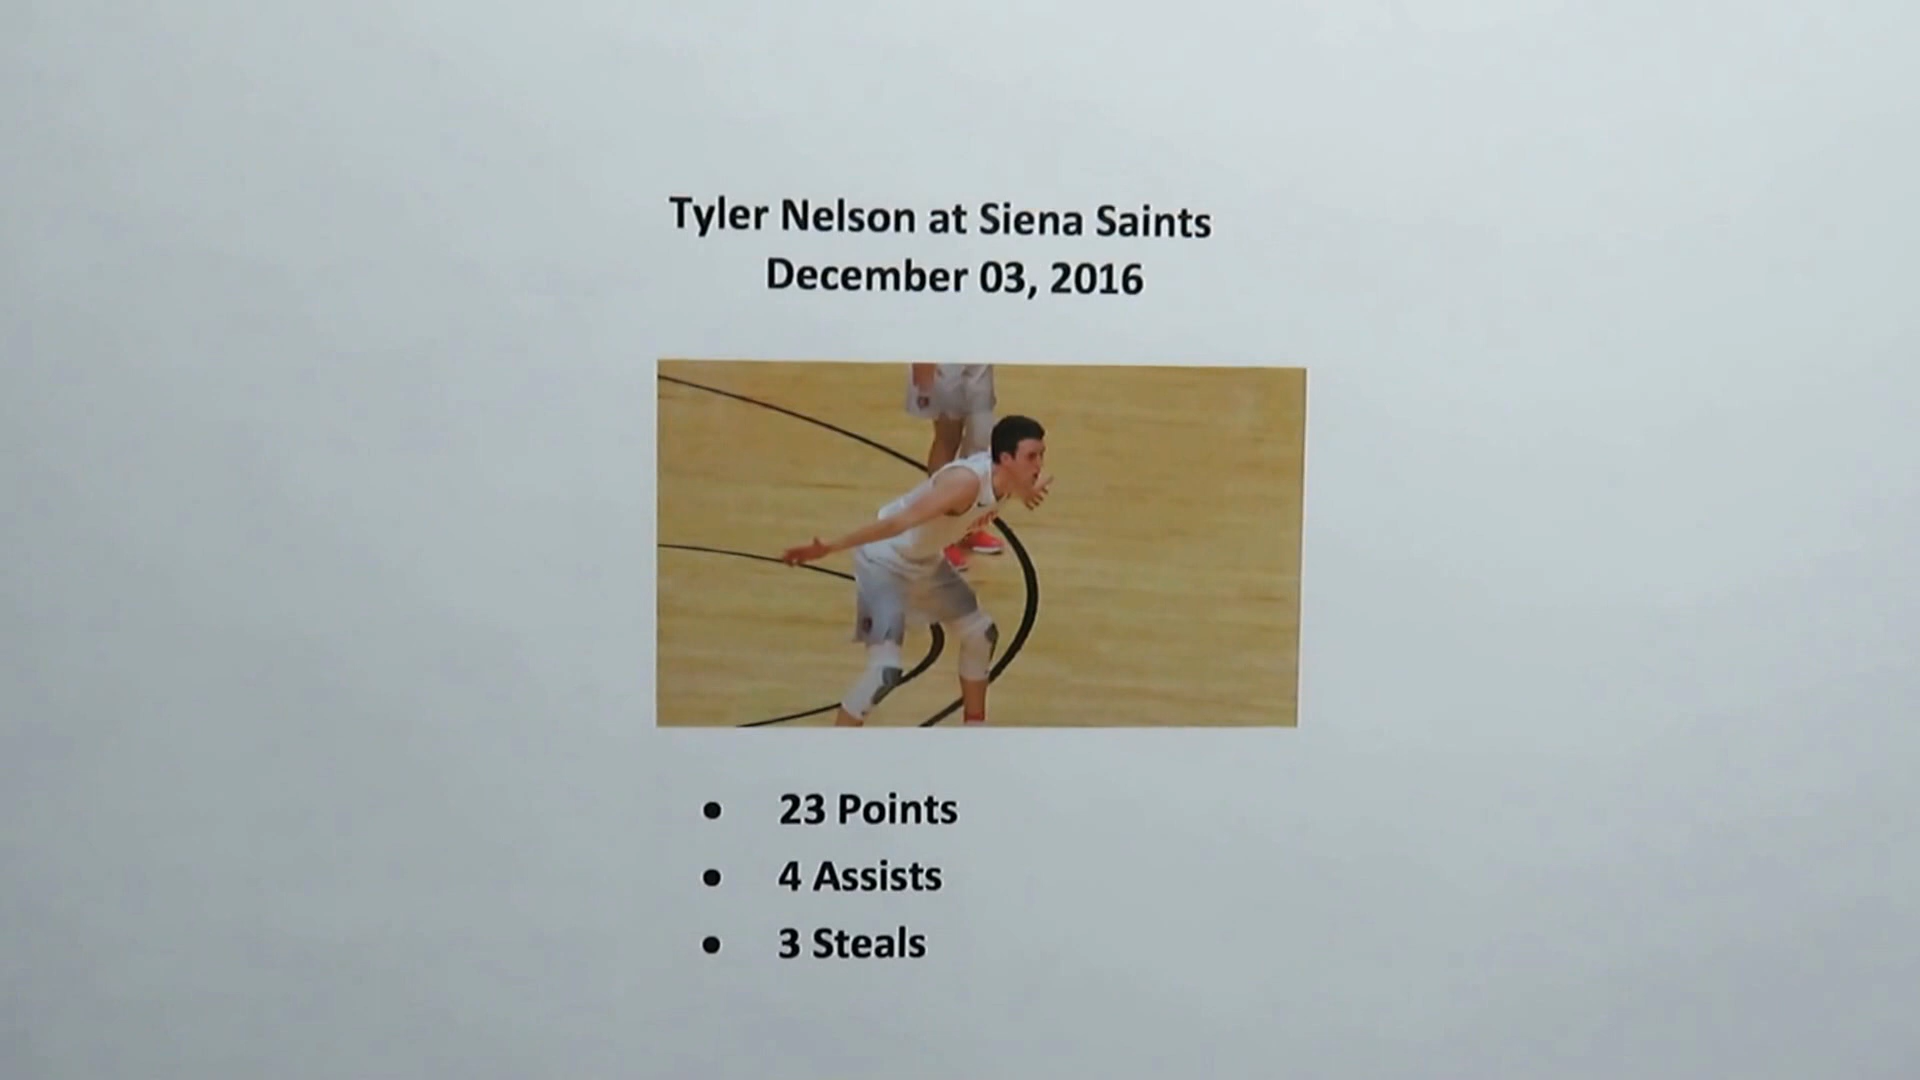 Tyler Nelson at Siena Saints
December 03, 2016
• 23 Points
• 4 Assists
• 3 Steals